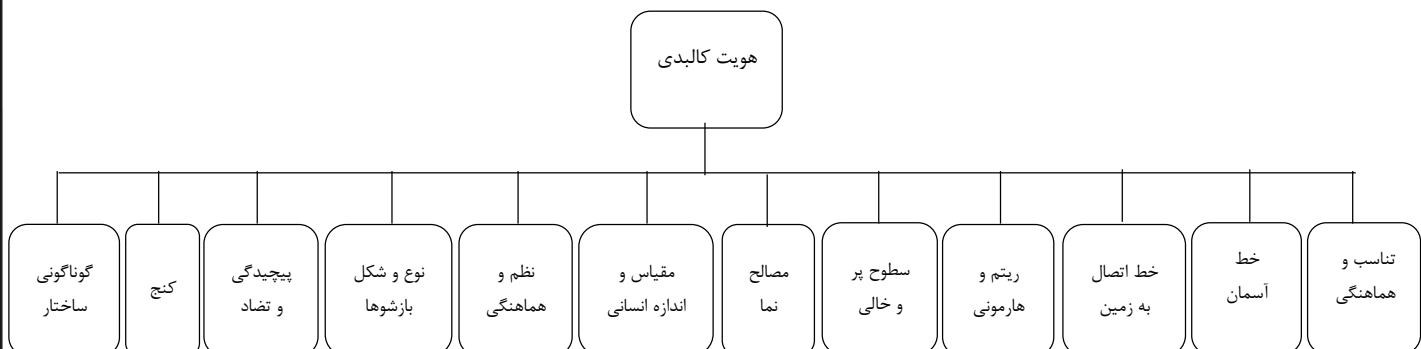 هویت کالبدی
تناسب و
هماهنگی
خط
آسمان
خط اتصال
به زمین
ریتم و
هارمونی
سطوح پر
و خالی
مصالح
نما
مقیاس و
اندازه انسانی
نظم و
هماهنگی
نوع و شکل
بازشوها
پیچیدگی
و تضاد
کنج
گوناگونی
ساختار